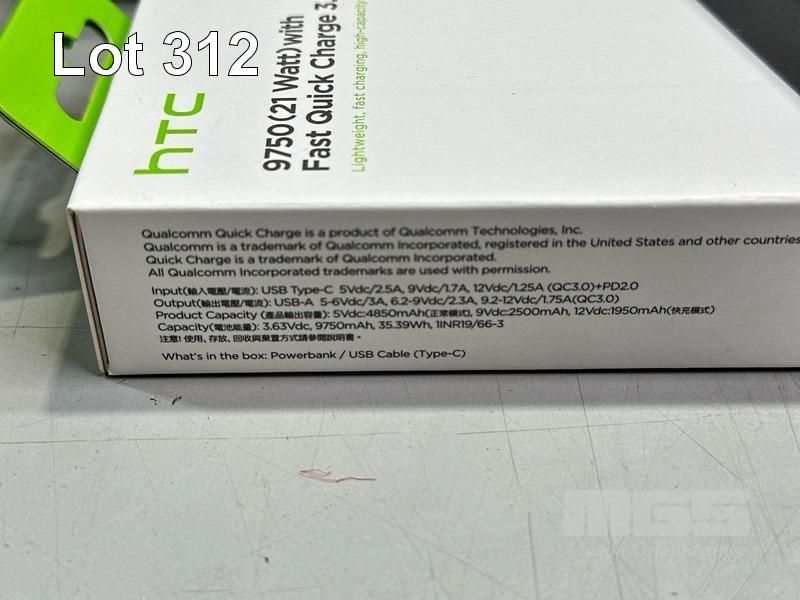 Lot 312
hTC
9750(21 Watt)with
Fast Quick Charge 3.
Lightweight, fast charging, high-capacity
Qualcomm Quick Charge is a product of Qualcomm Technologies, Inc.
Qualcomm is a trademark of Qualcomm Incorporated, registered in the United States and other countries
Quick Charge is a trademark of Qualcomm Incorporated.
All Qualcomm Incorporated trademarks are used with permission.
Input(輸入電壓/電流): USB Type-C 5Vdc/2.5A, 9Vdc/1.7A, 12Vdc/1.25A (QC3.0)+PD2.0
Output(輸出電壓/電流): USB-A 5-6Vdc/3A, 6.2-9Vdc/2.3A, 9.2-12Vdc/1.75A(QC3.0)
Product Capacity (產品輸出容量): 5Vdc:4850mAh(正常模式), 9Vdc:2500mAh, 12Vdc:1950mAh(快充模式)
Capacity(電池能量): 3.63Vdc, 9750mAh, 35.39Wh, 1INR19/66-3
注意! 使用、存放、回收與棄置方式請參閱說明書。
What's in the box: Powerbank / USB Cable (Type-C)
MGS